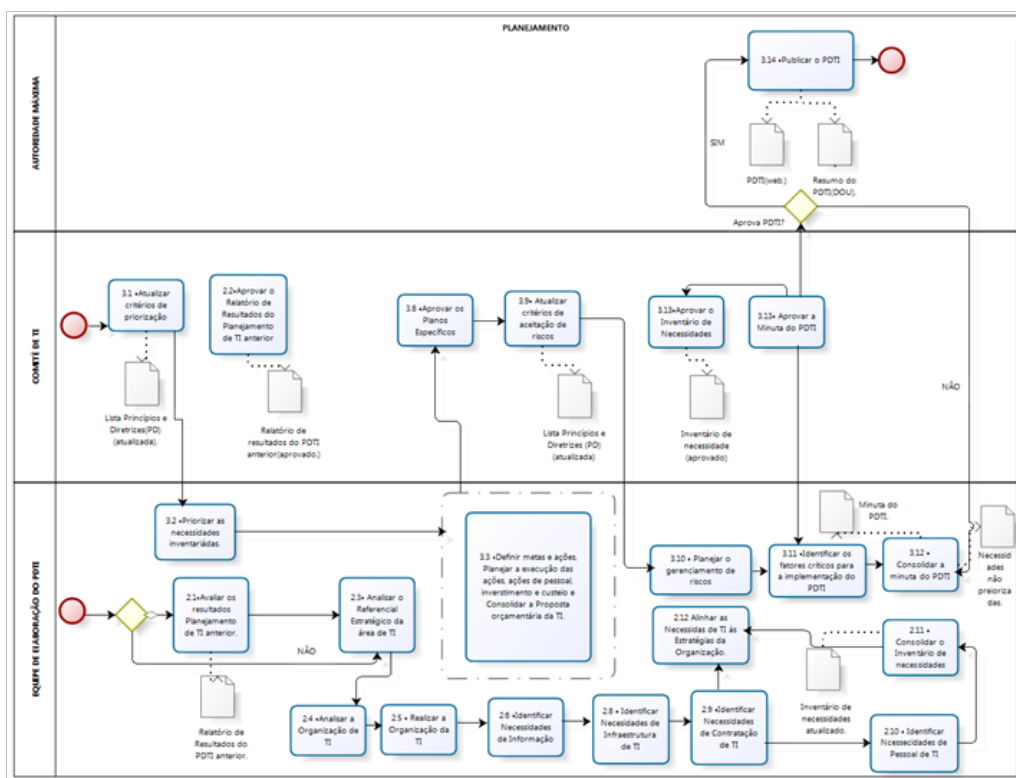 PLANEJAMENTO
AUTOREDADE MÁXIMA
3.14 •Publicar o PDTI
SIM
PDTI(web.)
Resumo do
PDTI(DOU).
Aprova PDTI?
NÃO
COMITÊ DE TI
3.1 •Atualizar
critérios de
priorização
Lista Princípios e
Diretrizes(PD)
(atualizada).
2.2•Aprovar o
Relatório de
Resultados do
Planejamento
de TI anterior
Relatório de
resultados do PDTI
anterior(aprovado.)
3.8 •Aprovar os
Planos
Específicos
3.9• Atualizar
critérios de
aceitação de
riscos
Lista Princípios e
Diretrizes (PD)
(atualizada)
3.13•Aprovar o
Inventário de
Necessidades
Inventário de
necessidade
(aprovado)
3.13• Aprovar a
Minuta do PDTI
EQUIPE DE ELABORAÇÃO DO PDTI
3.2 •Priorizar as
necessidades
inventariádas.
3.3 •Definir metas e ações,
Planejar a execução das
ações, ações de pessoal,
inverstimento e custeio e
Consolidar a Proposta
orçamentária da TI.
3.10 • Planejar o
gerenciamento de
riscos
3.11 •Identificar os
fatores críticos para
a implementação do
PDTI
Minuta do
PDTI.
3.12 •
Consolidar a
minuta do PDTI
Necessid
ades
não
preioriza
das.
2.1•Avaliar os
resultados
Planejamento
de TI anterior.
NÃO
Relatório de
Resultados do
PDTI anterior.
2.3• Analisar o
Referencial
Estratégico da
área de TI
2.4 •Analisar a
Organização de
TI
2.5 • Realizar a
Organização da
TI
2.6 •Identificar
Necesidades
de Informação
2.8 • Identificar
Necesidades de
Infraestrutura
de TI
2.9 •Identificar
Necesidades
de Contratação
de TI
2.10 • Identificar
Ncessecidades de
Pessoal de TI
2.11 •
Consolidar o
Inventário de
necessidades
Inventário de
necesidades
atualizado.
2.12 Alinhar as
Necessidas de TI ás
Estratégias da
Organização.